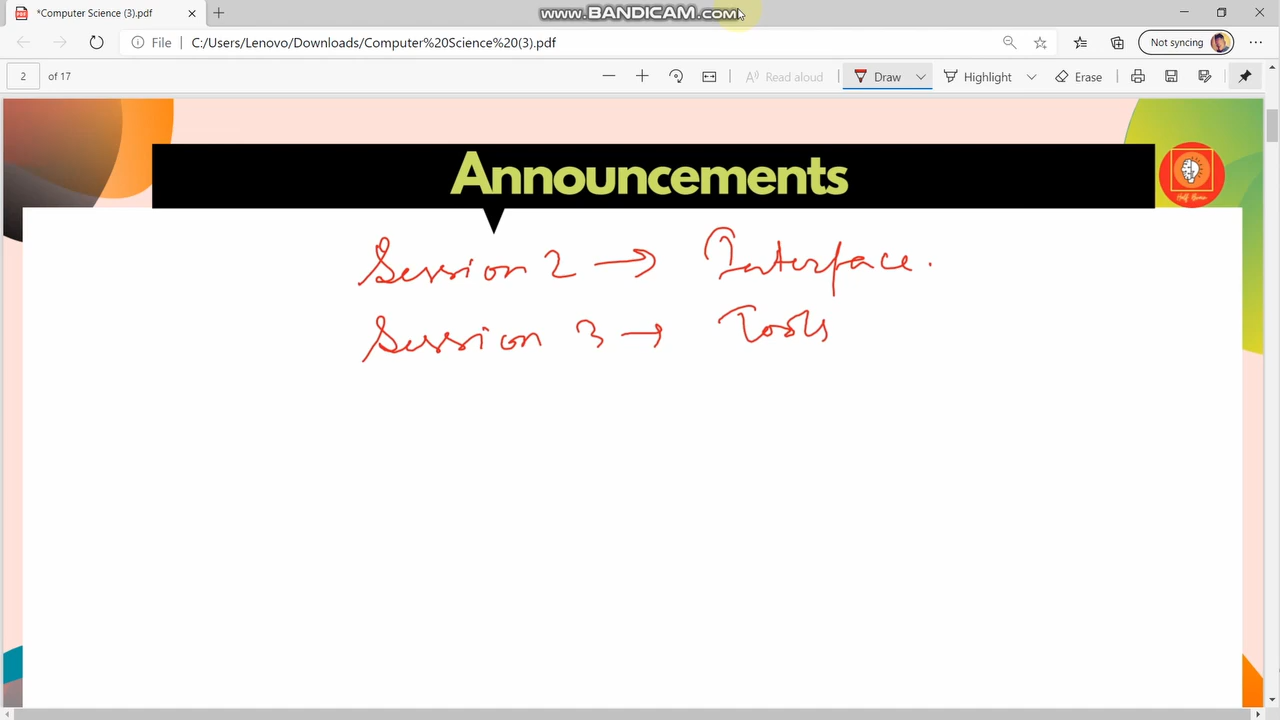 *Computer Science (3).pdf
www.BANDICAM.com
File C:/Users/Lenovo/Downloads/Computer%20Science%20(3).pdf
Not syncing
2 of 17
Read aloud
Draw
Highlight
Erase
Announcements
Session 2 → Interface.
Session 3 → Tools